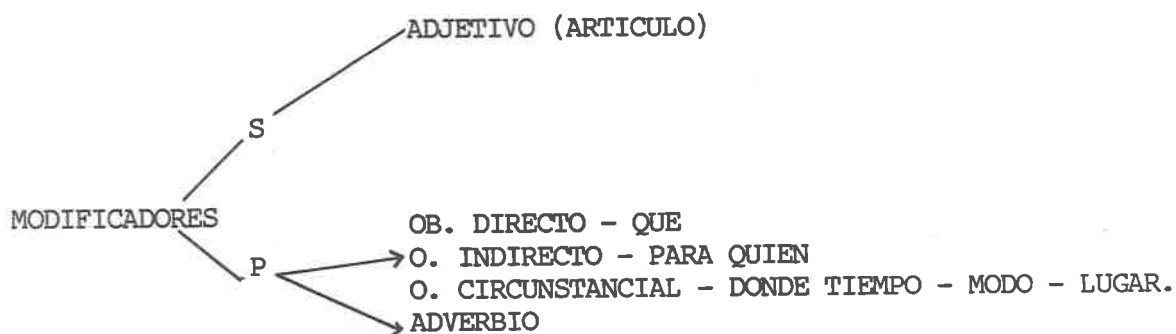 ADJETIVO (ARTICULO)
S
MODIFICADORES
P
OB. DIRECTO - QUE
O. INDIRECTO - PARA QUIEN
O. CIRCUNSTANCIAL - DONDE TIEMPO - MODO - LUGAR.
ADVERBIO